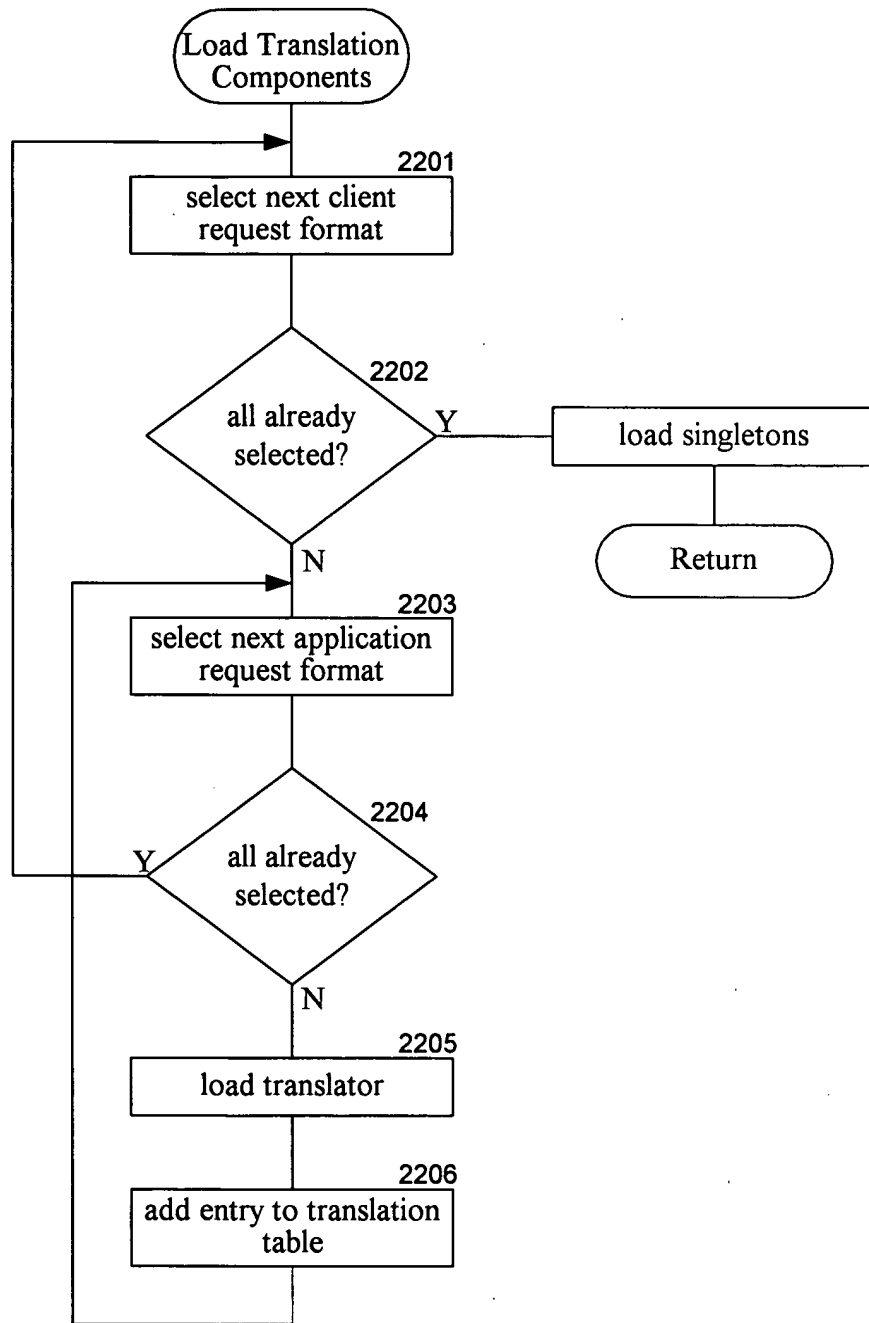 Load Translation
Components
2201
select next client
request format
2202
all already
selected?
Y
load singletons
Return
N
2203
select next application
request format
2204
all already
selected?
Y
N
2205
load translator
2206
add entry to translation
table